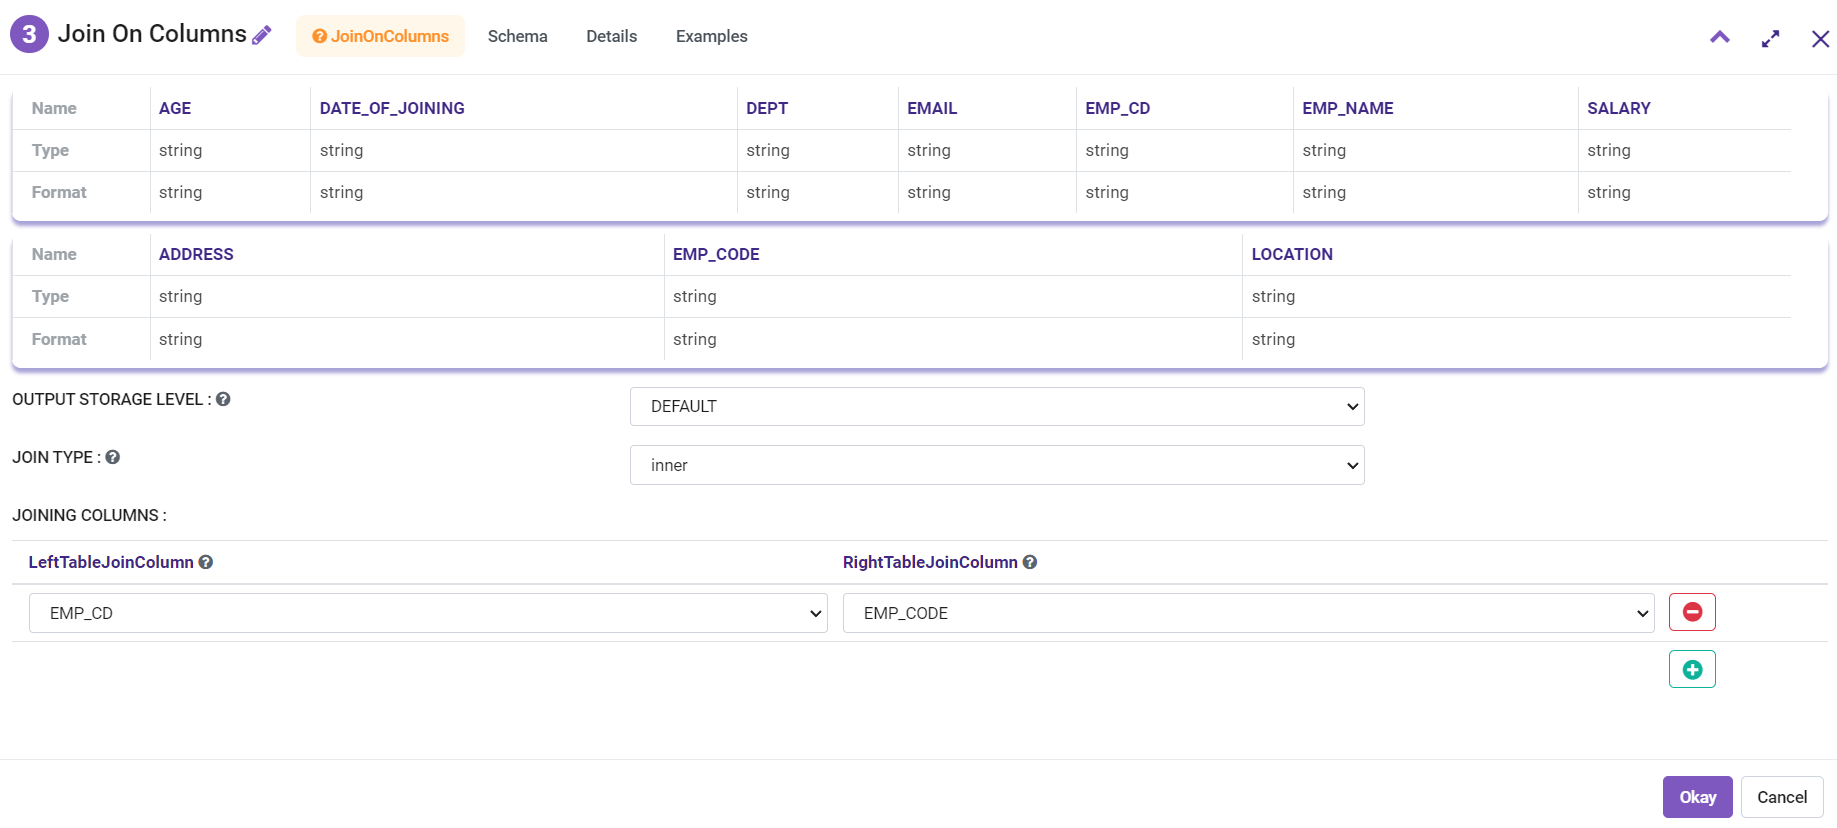 3 Join On Columns JoinOnColumns Schema Details Examples
Name AGE DATE_OF_JOINING DEPT EMAIL EMP_CD EMP_NAME SALARY
Type string string string string string string string
Format string string string string string string string
Name ADDRESS EMP_CODE LOCATION
Type string string string
Format string string string
OUTPUT STORAGE LEVEL : DEFAULT
JOIN TYPE : inner
JOINING COLUMNS :
LeftTableJoinColumn RightTableJoinColumn
EMP_CD EMP_CODE
Okay Cancel